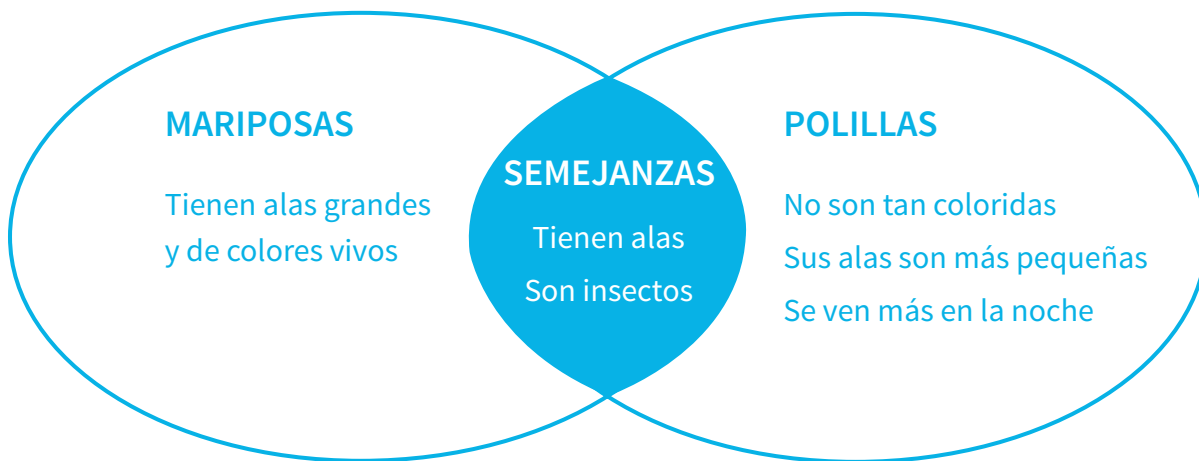 MARIPOSAS
Tienen alas grandes
y de colores vivos
SEMEJANZAS
Tienen alas
Son insectos
POLILLAS
No son tan coloridas
Sus alas son más pequeñas
Se ven más en la noche